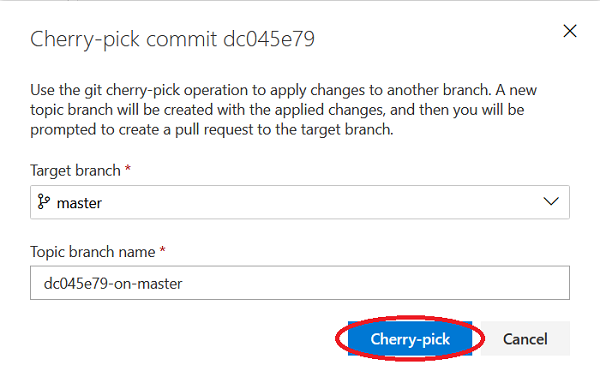 Cherry-pick commit dc045e79
Use the git cherry-pick operation to apply changes to another branch. A new
topic branch will be created with the applied changes, and then you will be
prompted to create a pull request to the target branch.
Target branch *
master
Topic branch name *
dc045e79-on-master
Cherry-pick Cancel